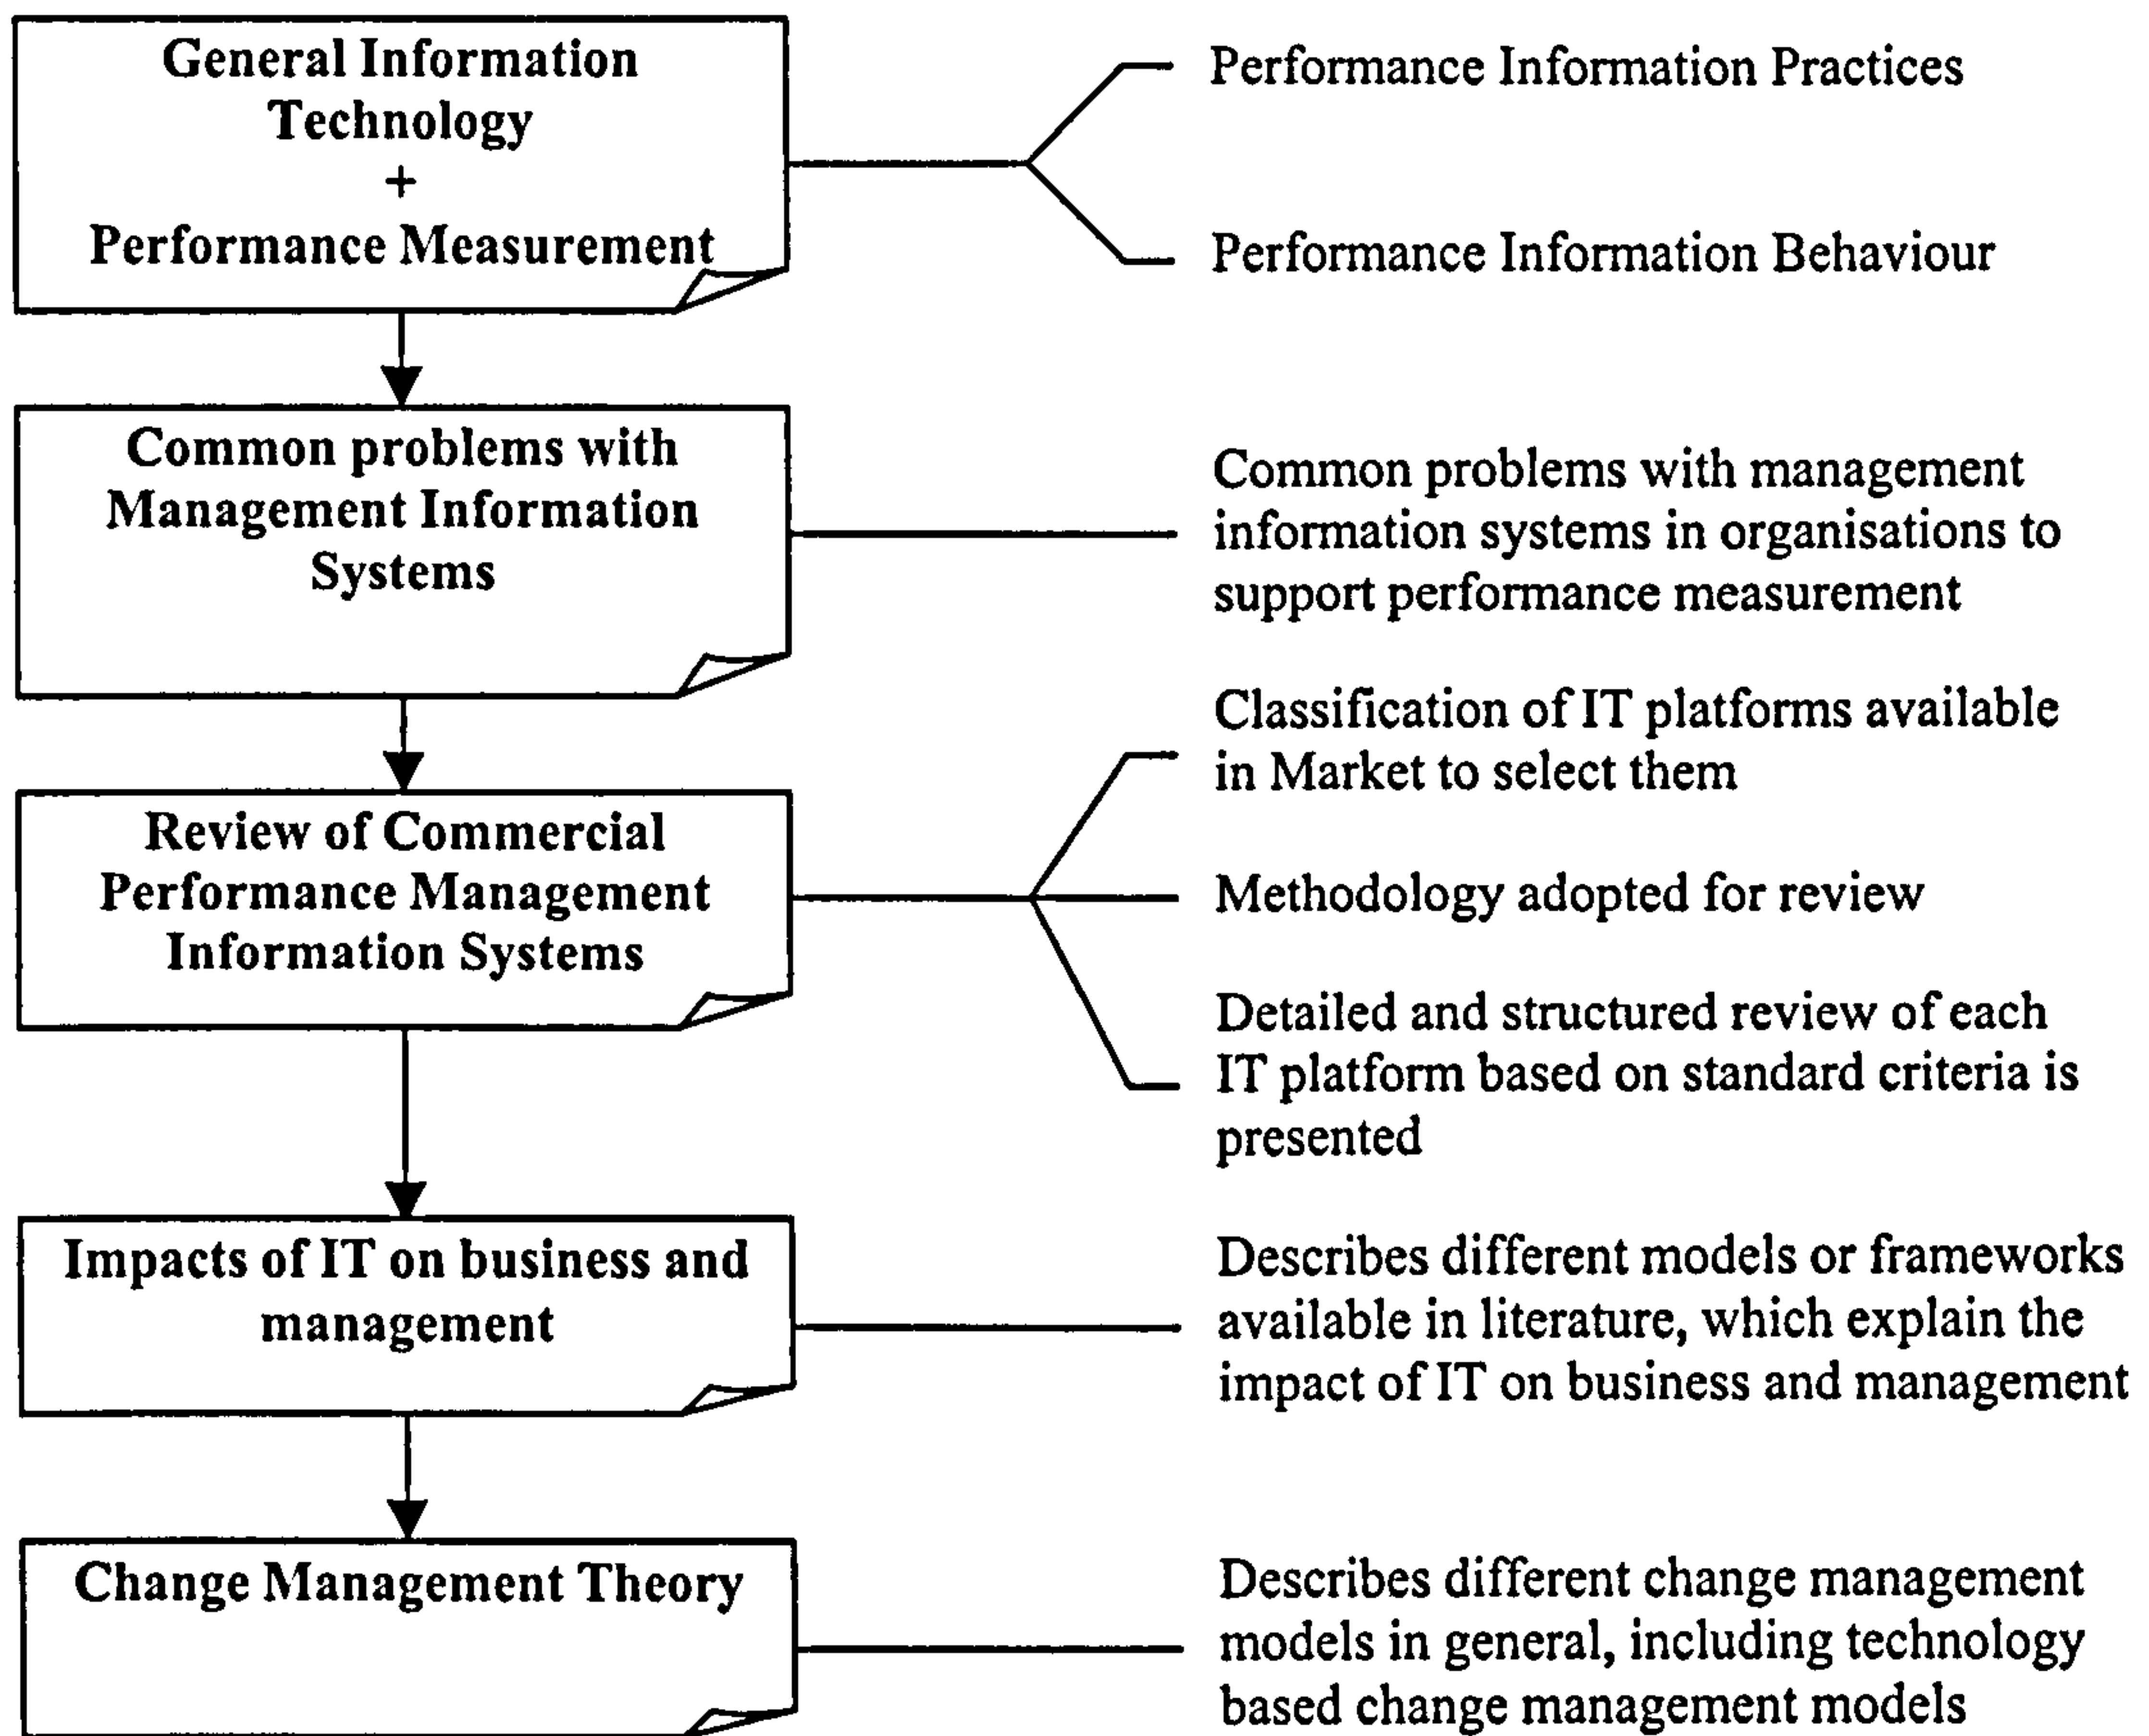 General Information
Technology
+
Performance Measurement
Performance Information Practices
Performance Information Behaviour
Common problems with
Management Information
Systems
Common problems with management
information systems in organisations to
support performance measurement
Review of Commercial
Performance Management
Information Systems
Classification of IT platforms available
in Market to select them
Methodology adopted for review
Detailed and structured review of each
IT platform based on standard criteria is
presented
Impacts of IT on business and
management
Describes different models or frameworks
available in literature, which explain the
impact of IT on business and management
Change Management Theory
Describes different change management
models in general, including technology
based change management models